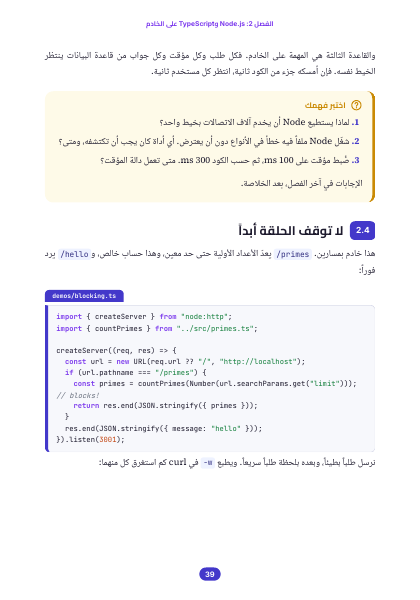 الفصل 2: Node.js وTypeScript على الخادم
والقاعدة الثالثة هي المهمة على الخادم. فكل طلب وكل مؤقت وكل جواب من قاعدة البيانات ينتظر
الخيط نفسه. فإن أمسكه جزء من الكود ثانية، انتظر كل مستخدم ثانية.
اختبر فهمك
1. لماذا يستطيع Node أن يخدم آلاف الاتصالات بخيط واحد؟
2. شغّل Node ملفاً فيه خطأ في الأنواع دون أن يعترض. أي أداة كان يجب أن تكتشفه، ومتى؟
3. ضُبط مؤقت على 100 ms، ثم حسب الكود 300 ms. متى تعمل دالة المؤقت؟
الإجابات في آخر الفصل، بعد الخلاصة.
2.4 لا توقف الحلقة أبداً
هذا خادم بمسارين. /primes يعدّ الأعداد الأولية حتى حد معين، وهذا حساب خالص، و /hello يرد
فوراً:
demos/blocking.ts
import { createServer } from "node:http";
import { countPrimes } from "../src/primes.ts";
createServer((req, res) => {
  const url = new URL(req.url ?? "/", "http://localhost");
  if (url.pathname === "/primes") {
    const primes = countPrimes(Number(url.searchParams.get("limit")));
// blocks!
    return res.end(JSON.stringify({ primes }));
  }
  res.end(JSON.stringify({ message: "hello" }));
}).listen(3001);
نرسل طلباً بطيئاً، وبعده بلحظة طلباً سريعاً. ويطبع -w في curl كم استغرق كل منهما:
39